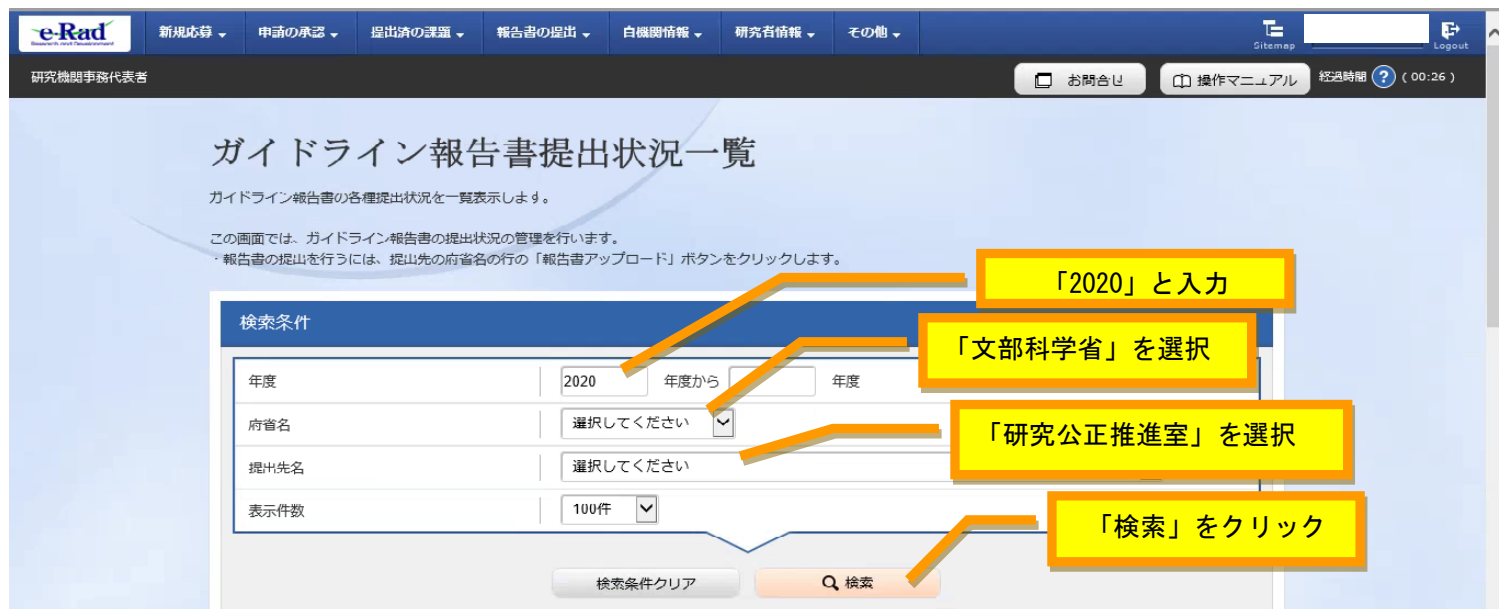 e-Rad 新規応募 申請の承認 提出済の課題 報告書の提出 自機関情報 研究者情報 その他 Sitemap Logout
研究機関事務代表者 お問合せ 操作マニュアル 経過時間 ? ( 00:26 )
ガイドライン報告書提出状況一覧
ガイドライン報告書の各種提出状況を一覧表示します。
この画面では、ガイドライン報告書の提出状況の管理を行います。
・報告書の提出を行うには、提出先の府省名の行の「報告書アップロード」ボタンをクリックします。
「2020」と入力
検索条件
「文部科学省」を選択
年度 2020 年度から 年度
府省名 選択してください
「研究公正推進室」を選択
提出先名 選択してください
表示件数 100件
「検索」をクリック
検索条件クリア 検索